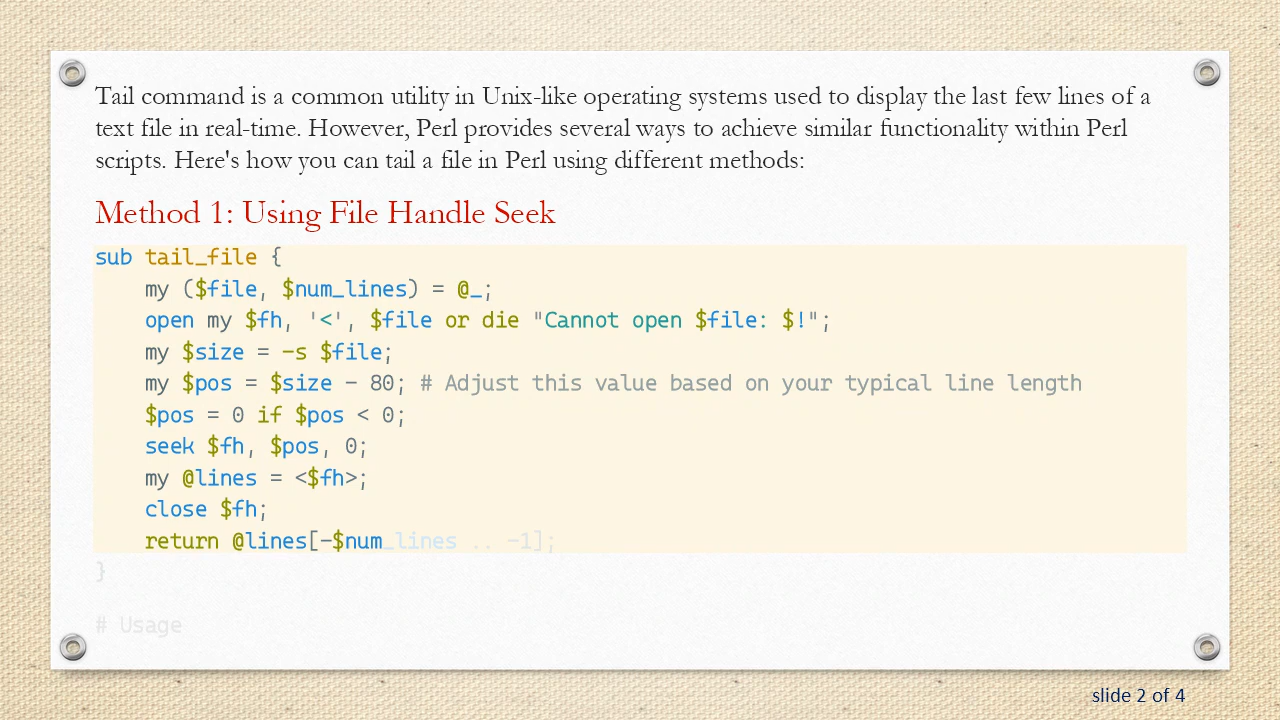 Tail command is a common utility in Unix-like operating systems used to display the last few lines of a
text file in real-time. However, Perl provides several ways to achieve similar functionality within Perl
scripts. Here's how you can tail a file in Perl using different methods:
Method 1: Using File Handle Seek
sub tail_file {
    my ($file, $num_lines) = @_;
    open my $fh, '<', $file or die "Cannot open $file: $!";
    my $size = -s $file;
    my $pos = $size - 80; # Adjust this value based on your typical line length
    $pos = 0 if $pos < 0;
    seek $fh, $pos, 0;
    my @lines = <$fh>;
    close $fh;
    return @lines[-$num_lines .. -1];
}
# Usage
slide 2 of 4